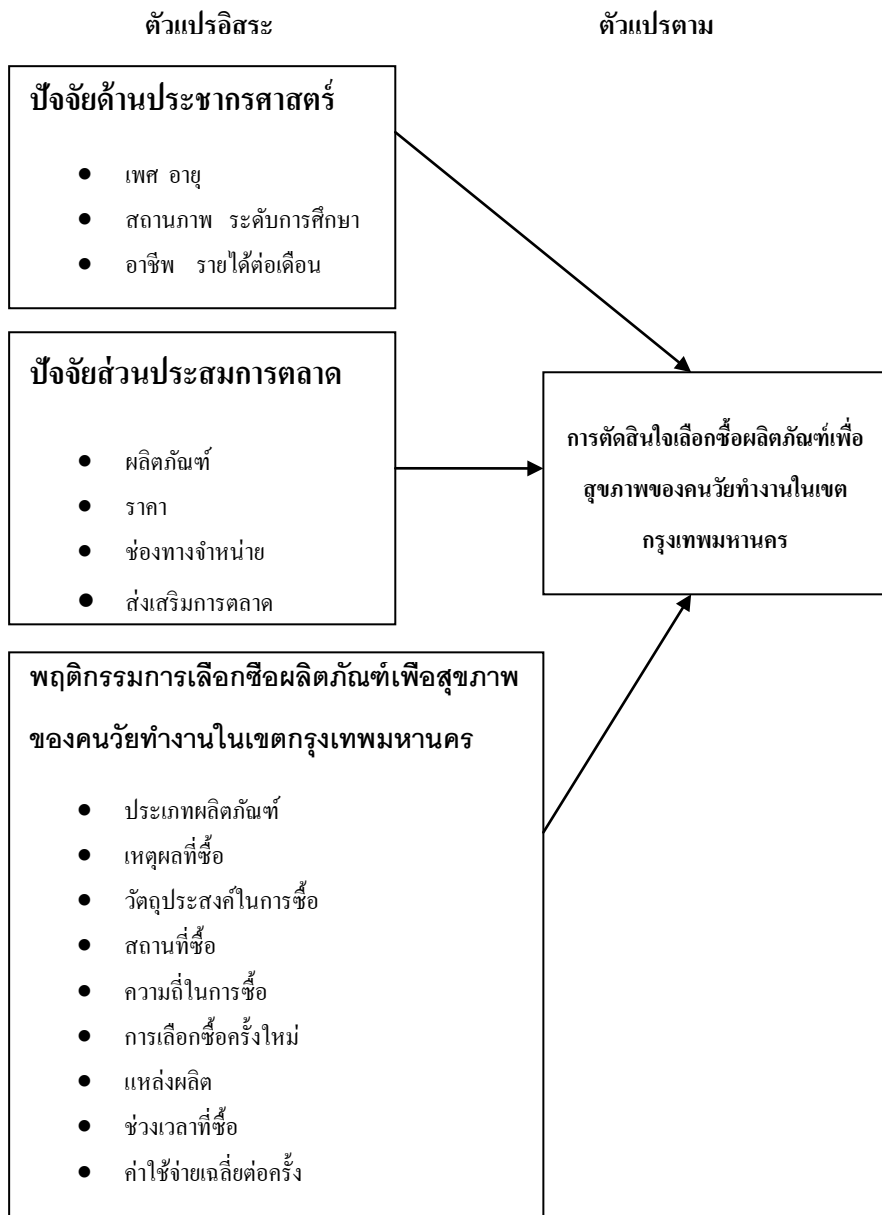 ตัวแปรอิสระ
ตัวแปรตาม
ปัจจัยด้านประชากรศาสตร์
เพศ อายุ
สถานภาพ ระดับการศึกษา
อาชีพ รายได้ต่อเดือน
ปัจจัยส่วนประสมการตลาด
ผลิตภัณฑ์
ราคา
ช่องทางจำหน่าย
ส่งเสริมการตลาด
การตัดสินใจเลือกซื้อผลิตภัณฑ์เพื่อ
สุขภาพของคนวัยทำงานในเขต
กรุงเทพมหานคร
พฤติกรรมการเลือกซื้อผลิตภัณฑ์เพื่อสุขภาพ
ของคนวัยทำงานในเขตกรุงเทพมหานคร
ประเภทผลิตภัณฑ์
เหตุผลที่ซื้อ
วัตถุประสงค์ในการซื้อ
สถานที่ซื้อ
ความถี่ในการซื้อ
การเลือกซื้อครั้งใหม่
แหล่งผลิต
ช่วงเวลาที่ซื้อ
ค่าใช้จ่ายเฉลี่ยต่อครั้ง